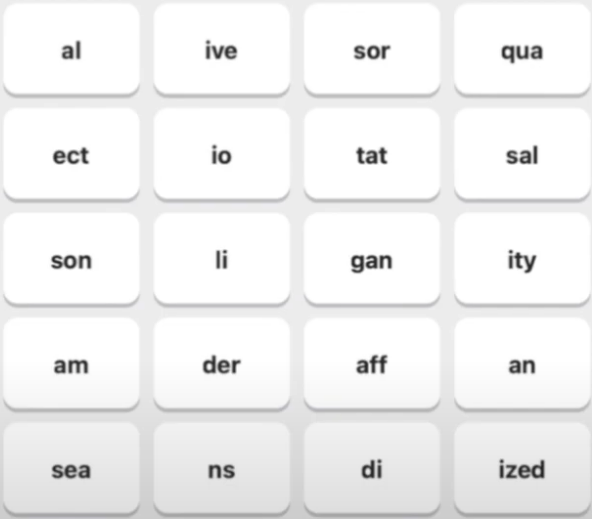 al ive sor qua
ect io tat sal
son li gan ity
am der aff an
sea ns di ized